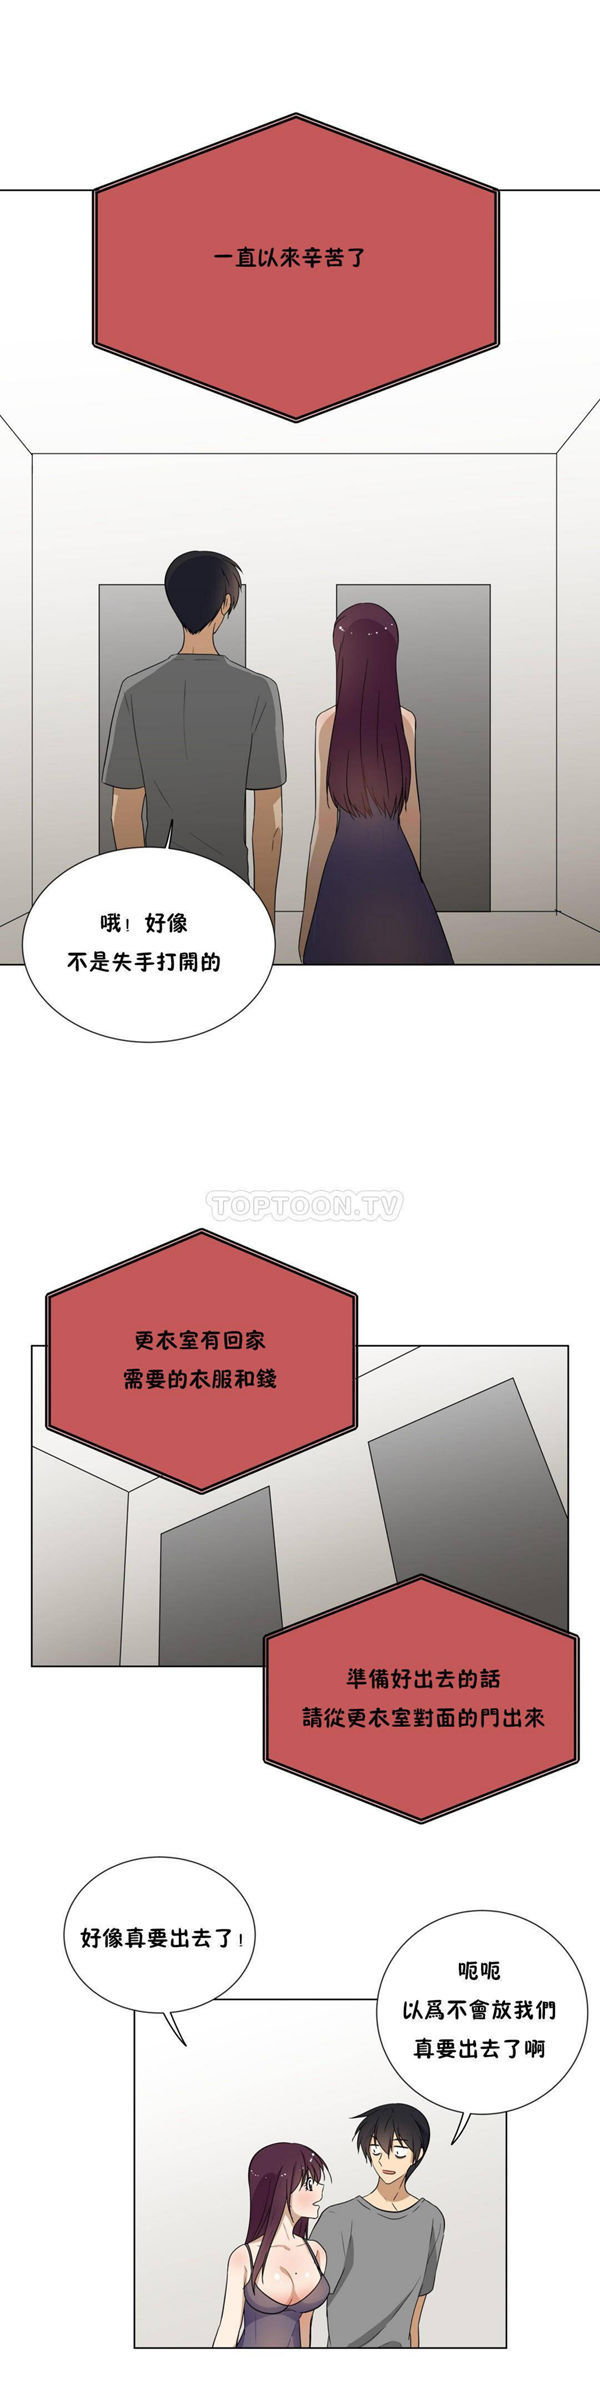 一直以來辛苦了
哦！好像
不是失手打開的
TOPTOON.TV
更衣室有回家
需要的衣服和錢
準備好出去的話
請從更衣室對面的門出來
好像真要出去了！
呃呃
以爲不會放我們
真要出去了啊